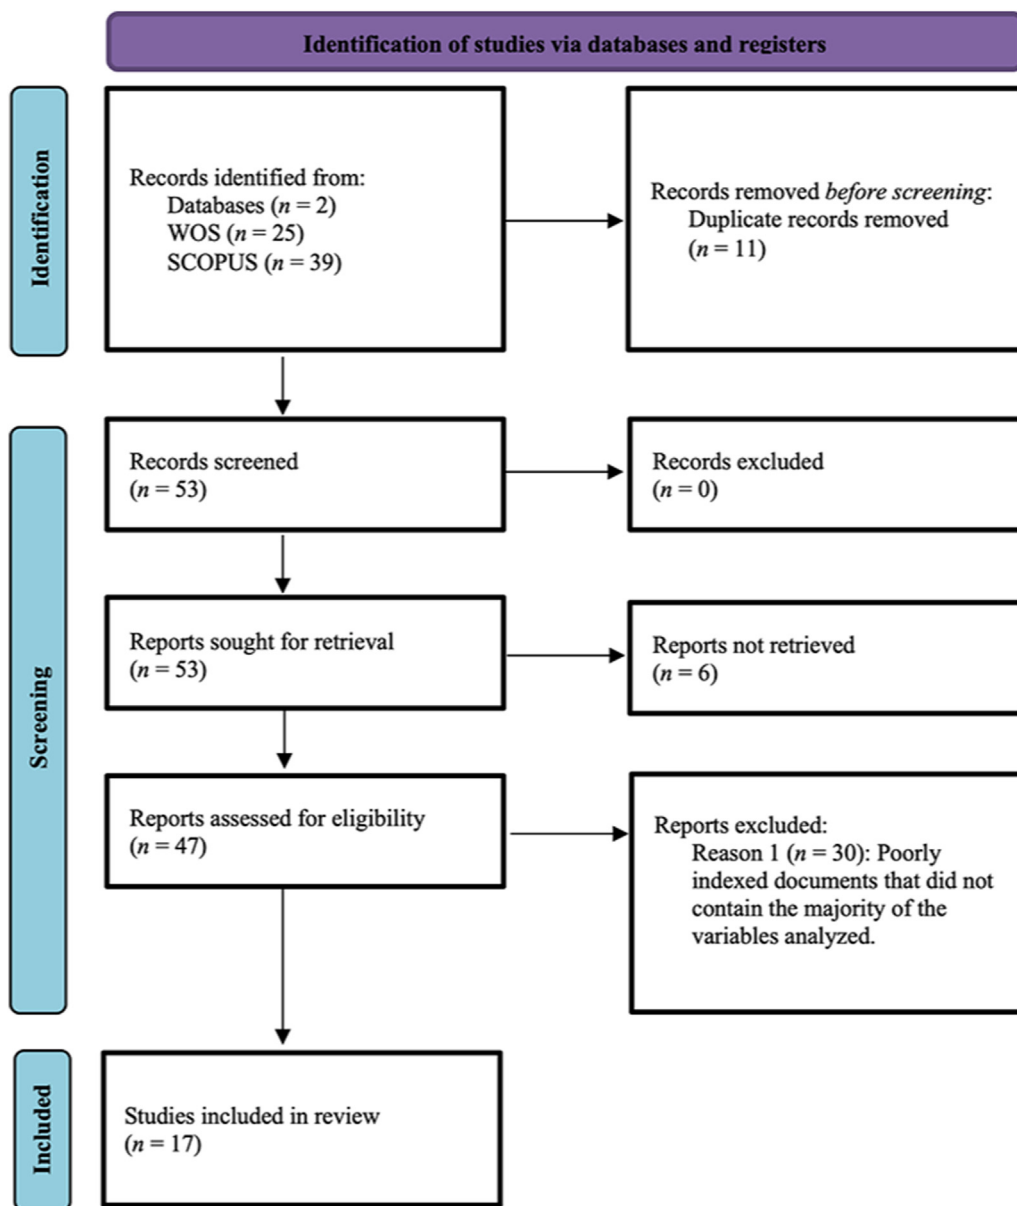 Identification of studies via databases and registers
Identification
Records identified from:
Databases (n = 2)
WOS (n = 25)
SCOPUS (n = 39)
Records removed before screening:
Duplicate records removed
(n = 11)
Screening
Records screened
(n = 53)
Records excluded
(n = 0)
Reports sought for retrieval
(n = 53)
Reports not retrieved
(n = 6)
Reports assessed for eligibility
(n = 47)
Reports excluded:
Reason 1 (n = 30): Poorly
indexed documents that did not
contain the majority of the
variables analyzed.
Included
Studies included in review
(n = 17)